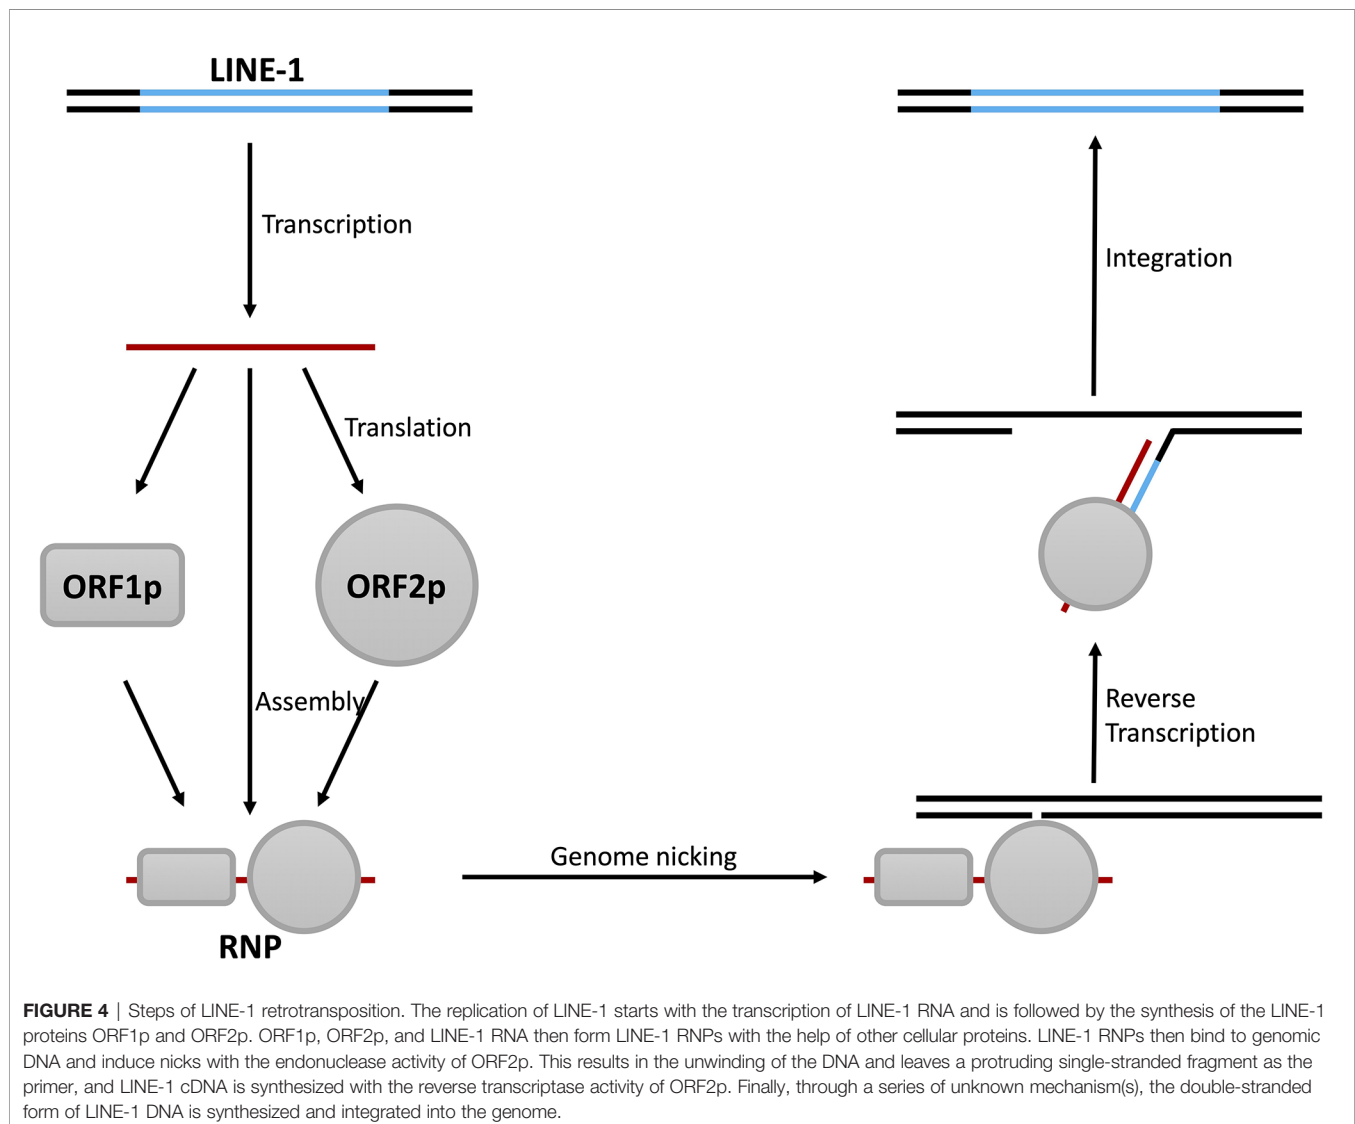 LINE-1
Transcription
Translation
ORF1p
ORF2p
Assembly
RNP
Genome nicking
Reverse
Transcription
Integration
FIGURE 4 | Steps of LINE-1 retrotransposition. The replication of LINE-1 starts with the transcription of LINE-1 RNA and is followed by the synthesis of the LINE-1
proteins ORF1p and ORF2p. ORF1p, ORF2p, and LINE-1 RNA then form LINE-1 RNPs with the help of other cellular proteins. LINE-1 RNPs then bind to genomic
DNA and induce nicks with the endonuclease activity of ORF2p. This results in the unwinding of the DNA and leaves a protruding single-stranded fragment as the
primer, and LINE-1 cDNA is synthesized with the reverse transcriptase activity of ORF2p. Finally, through a series of unknown mechanism(s), the double-stranded
form of LINE-1 DNA is synthesized and integrated into the genome.